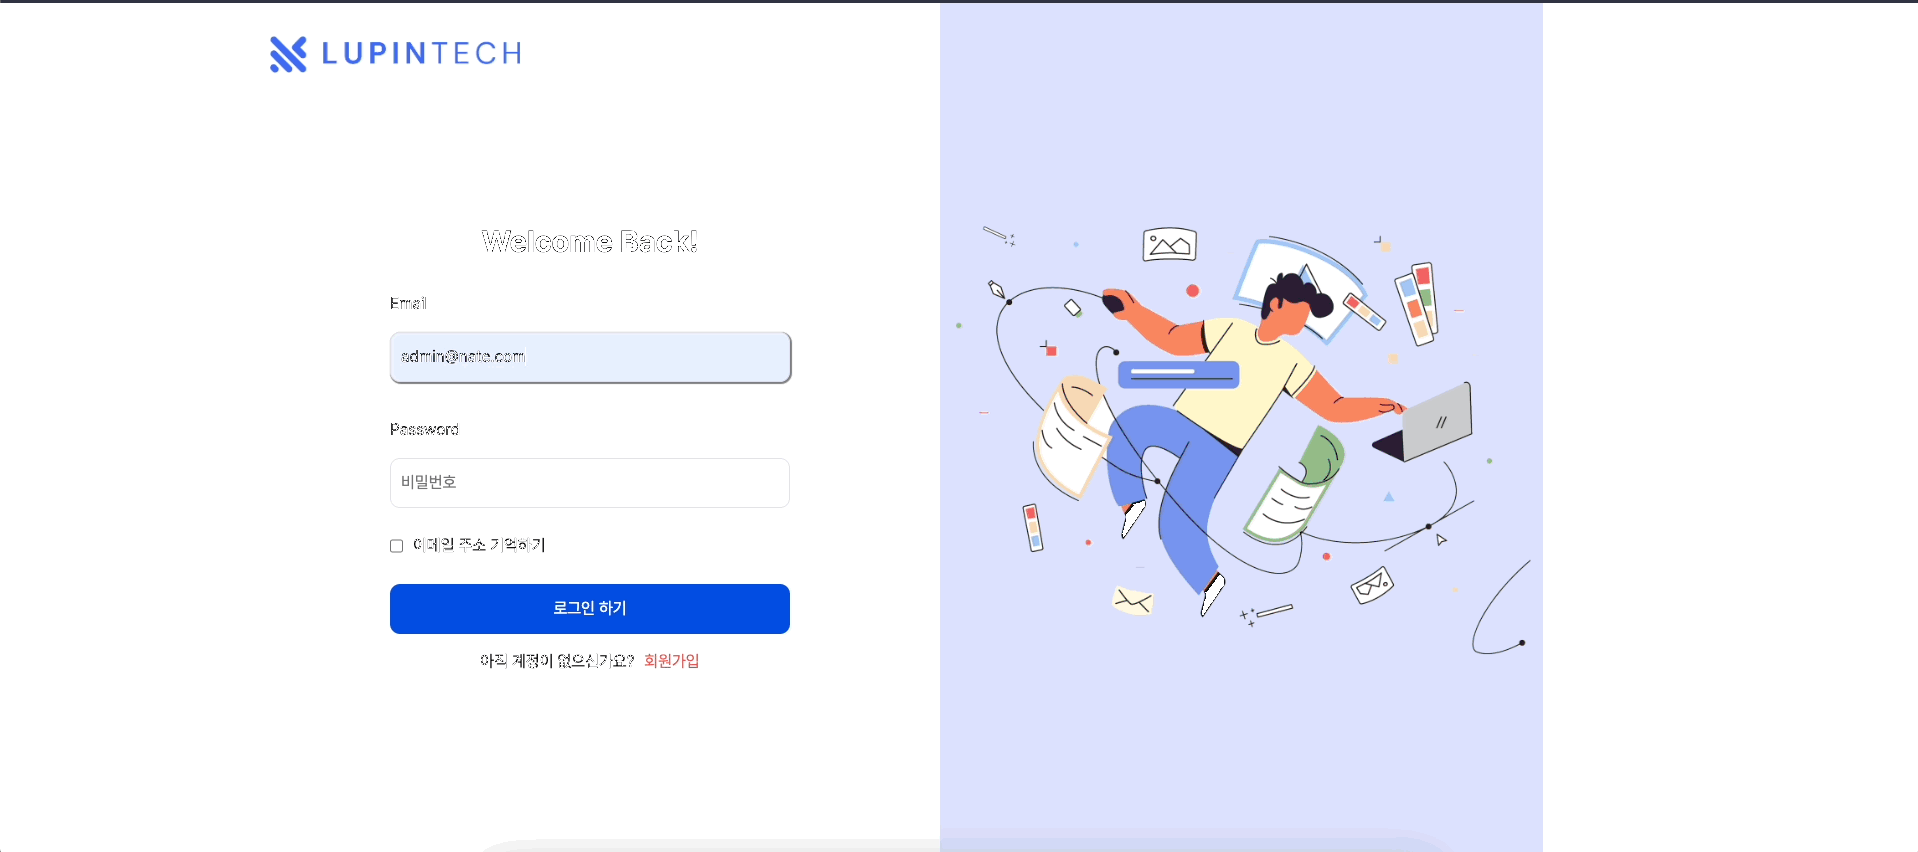 LUPINTECH
Welcome Back!
Email
admin@nate.com
Password
비밀번호
이메일 주소 기억하기
로그인 하기
아직 계정이 없으신가요? 회원가입